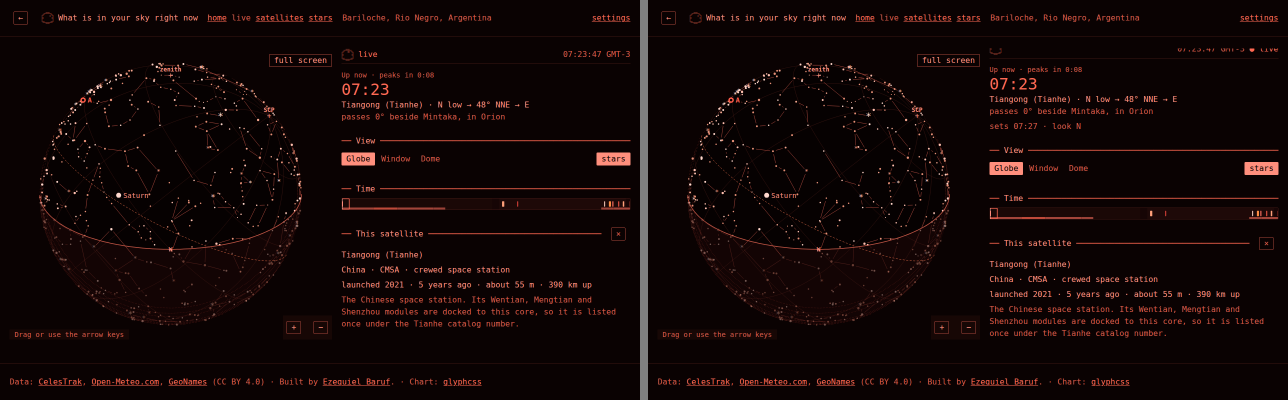 ← What is in your sky right now home live satellites stars Bariloche, Rio Negro, Argentina settings
full screen
live 07:23:47 GMT-3
zenith
Up now · peaks in 0:08
07:23
A
Tiangong (Tianhe) · N low → 48° NNE → E
SCP
passes 0° beside Mintaka, in Orion
View
Globe Window Dome stars
Time
Saturn
This satellite ×
Tiangong (Tianhe)
China · CMSA · crewed space station
launched 2021 · 5 years ago · about 55 m · 390 km up
The Chinese space station. Its Wentian, Mengtian and
Shenzhou modules are docked to this core, so it is listed
once under the Tianhe catalog number.
Drag or use the arrow keys
+ −
Data: CelesTrak, Open-Meteo.com, GeoNames (CC BY 4.0) · Built by Ezequiel Baruf. · Chart: glyphcss
← What is in your sky right now home live satellites stars Bariloche, Rio Negro, Argentina settings
full screen
07:23:47 GMT-3 ● live
zenith
Up now · peaks in 0:08
07:23
A
Tiangong (Tianhe) · N low → 48° NNE → E
SCP
passes 0° beside Mintaka, in Orion
sets 07:27 · look N
View
Globe Window Dome stars
Time
Saturn
This satellite ×
Tiangong (Tianhe)
China · CMSA · crewed space station
launched 2021 · 5 years ago · about 55 m · 390 km up
The Chinese space station. Its Wentian, Mengtian and
Shenzhou modules are docked to this core, so it is listed
once under the Tianhe catalog number.
Drag or use the arrow keys
+ −
Data: CelesTrak, Open-Meteo.com, GeoNames (CC BY 4.0) · Built by Ezequiel Baruf. · Chart: glyphcss